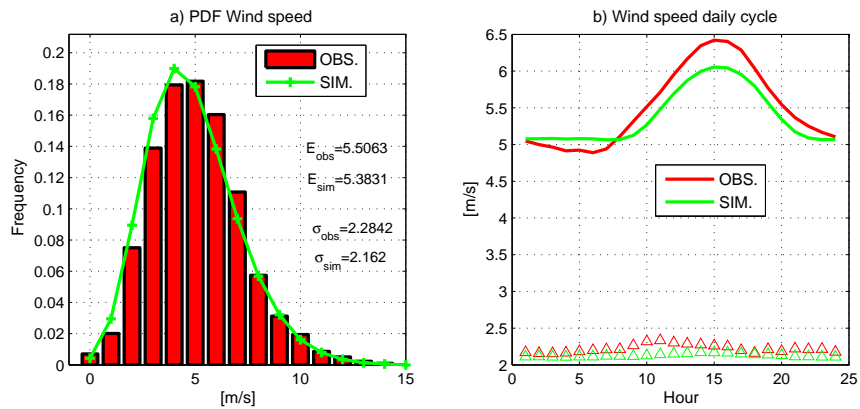 a) PDF Wind speed
0.2
0.18
0.16
0.14
0.12
0.1
0.08
0.06
0.04
0.02
0
Frequency
OBS.
SIM.
E_obs=5.5063
E_sim=5.3831
σ_obs=2.2842
σ_sim=2.162
0 5 10 15
[m/s]
b) Wind speed daily cycle
6.5
6
5.5
5
4.5
4
3.5
3
2.5
2
[m/s]
OBS.
SIM.
0 5 10 15 20 25
Hour